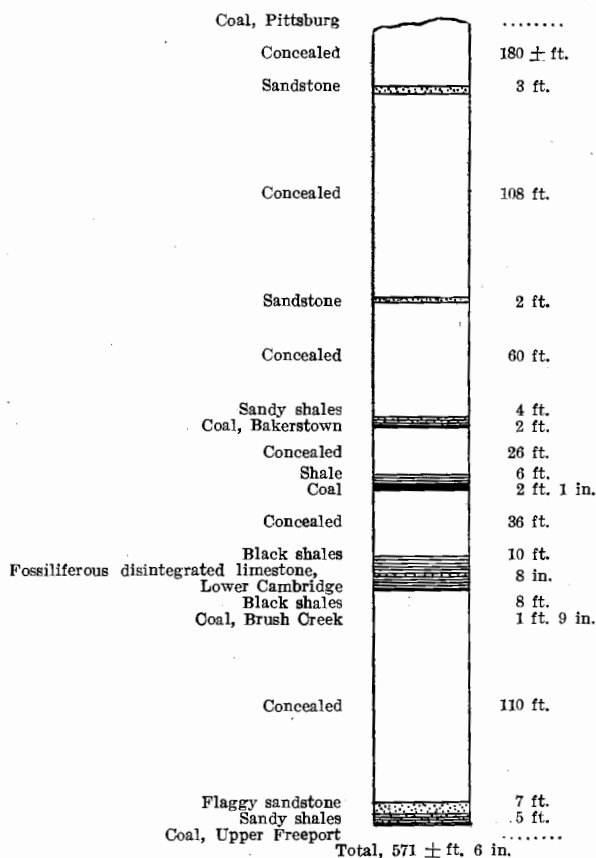 Coal, Pittsburg ........
Concealed 180 ± ft.
Sandstone 3 ft.
Concealed 108 ft.
Sandstone 2 ft.
Concealed 60 ft.
Sandy shales 4 ft.
Coal, Bakerstown 2 ft.
Concealed 26 ft.
Shale 6 ft.
Coal 2 ft. 1 in.
Concealed 36 ft.
Black shales 10 ft.
Fossiliferous disintegrated limestone, 8 in.
Lower Cambridge
Black shales 8 ft.
Coal, Brush Creek 1 ft. 9 in.
Concealed 110 ft.
Flaggy sandstone 7 ft.
Sandy shales 5 ft.
Coal, Upper Freeport ........
Total, 571 ± ft. 6 in.